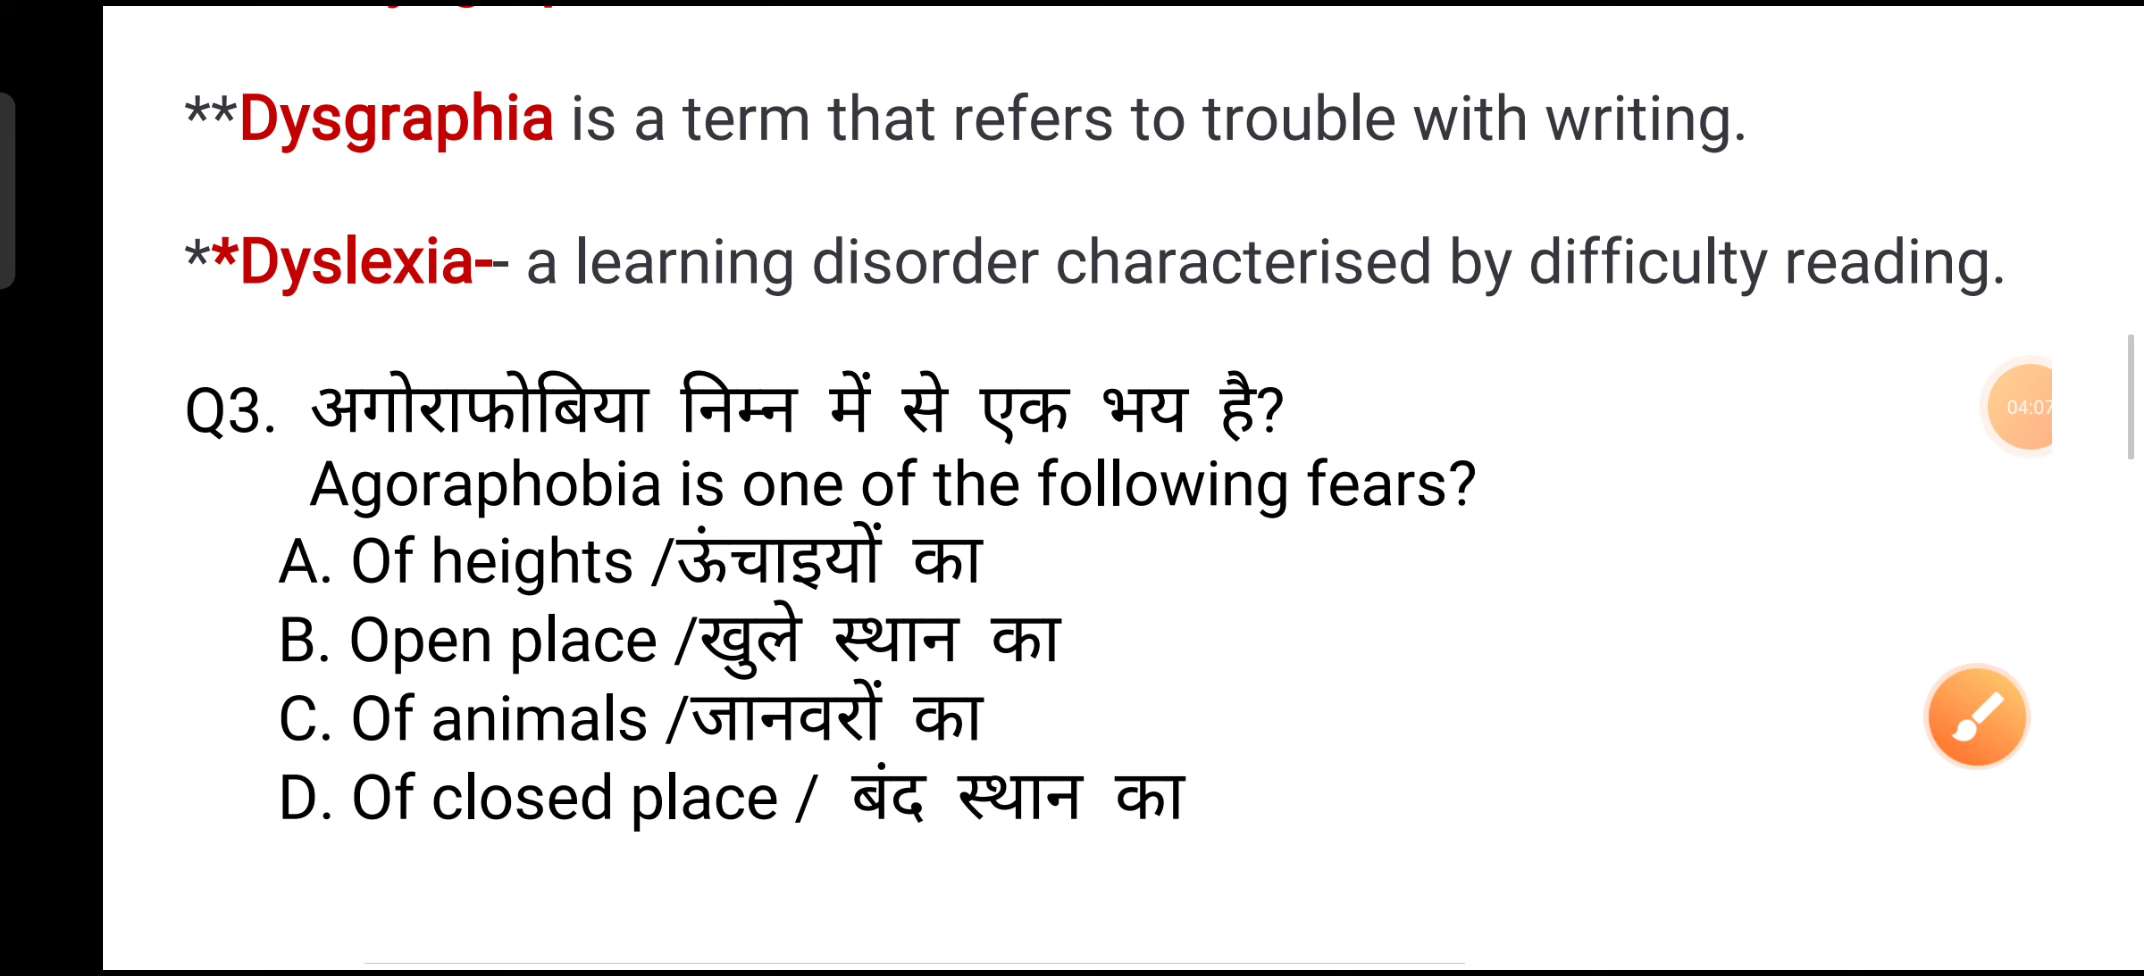 **Dysgraphia is a term that refers to trouble with writing.
**Dyslexia-- a learning disorder characterised by difficulty reading.
Q3. अगोराफोबिया निम्न में से एक भय है?
Agoraphobia is one of the following fears?
A. Of heights /ऊंचाइयों का
B. Open place /खुले स्थान का
C. Of animals /जानवरों का
D. Of closed place / बंद स्थान का
04:07